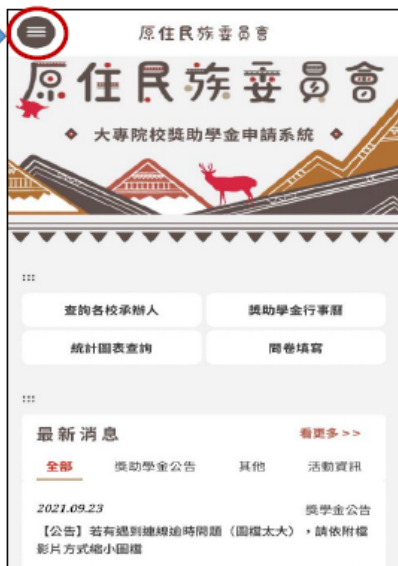 原住民族委員會
原住民族委員會
大專院校獎助學金申請系統
:::
查詢各校承辦人
獎助學金行事曆
統計圖表查詢
問卷填寫
:::
最新消息
看更多 >>
全部
獎助學金公告
其他
活動資訊
2021.09.23
獎學金公告
【公告】若有遇到連線逾時問題（圖檔太大），請依附檔
影片方式縮小圖檔